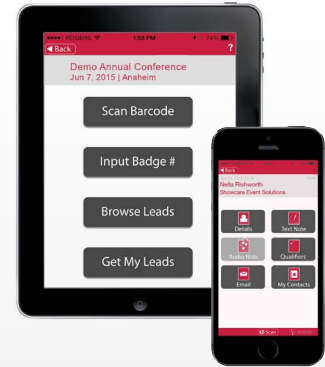 ROGERS 1:58 PM 74%
Back ?
Demo Annual Conference
Jun 7, 2015 | Anaheim
Scan Barcode
Input Badge #
Browse Leads
Get My Leads
Back
Nella Rishworth
Showcare Event Solutions
Details Text Note
Audio Note Qualifiers
Email My Contacts
Scan